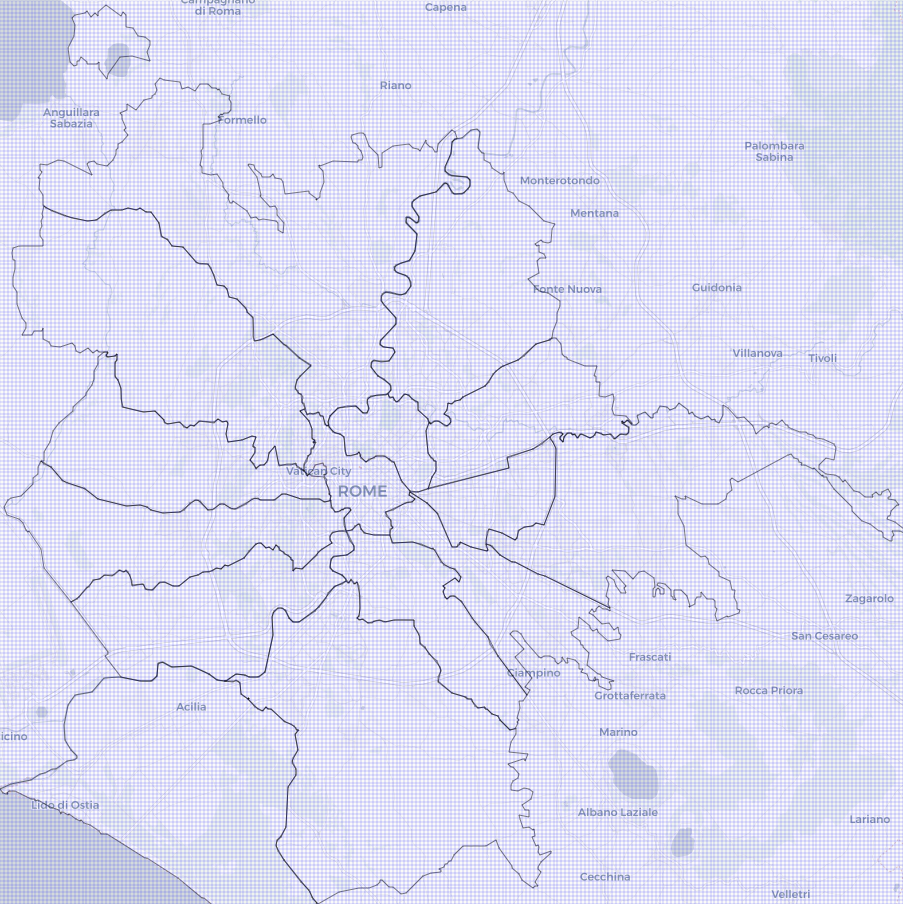 Campagnano
di Roma
Capena
Riano
Anguillara
Sabazia
Formello
Palombara
Sabina
Monterotondo
Mentana
Fonte Nuova
Guidonia
Villanova
Tivoli
Vatican City
ROME
Zagarolo
San Cesareo
Frascati
Ciampino
Grottaferrata
Rocca Priora
Acilia
Marino
icino
Lido di Ostia
Albano Laziale
Lariano
Cecchina
Velletri